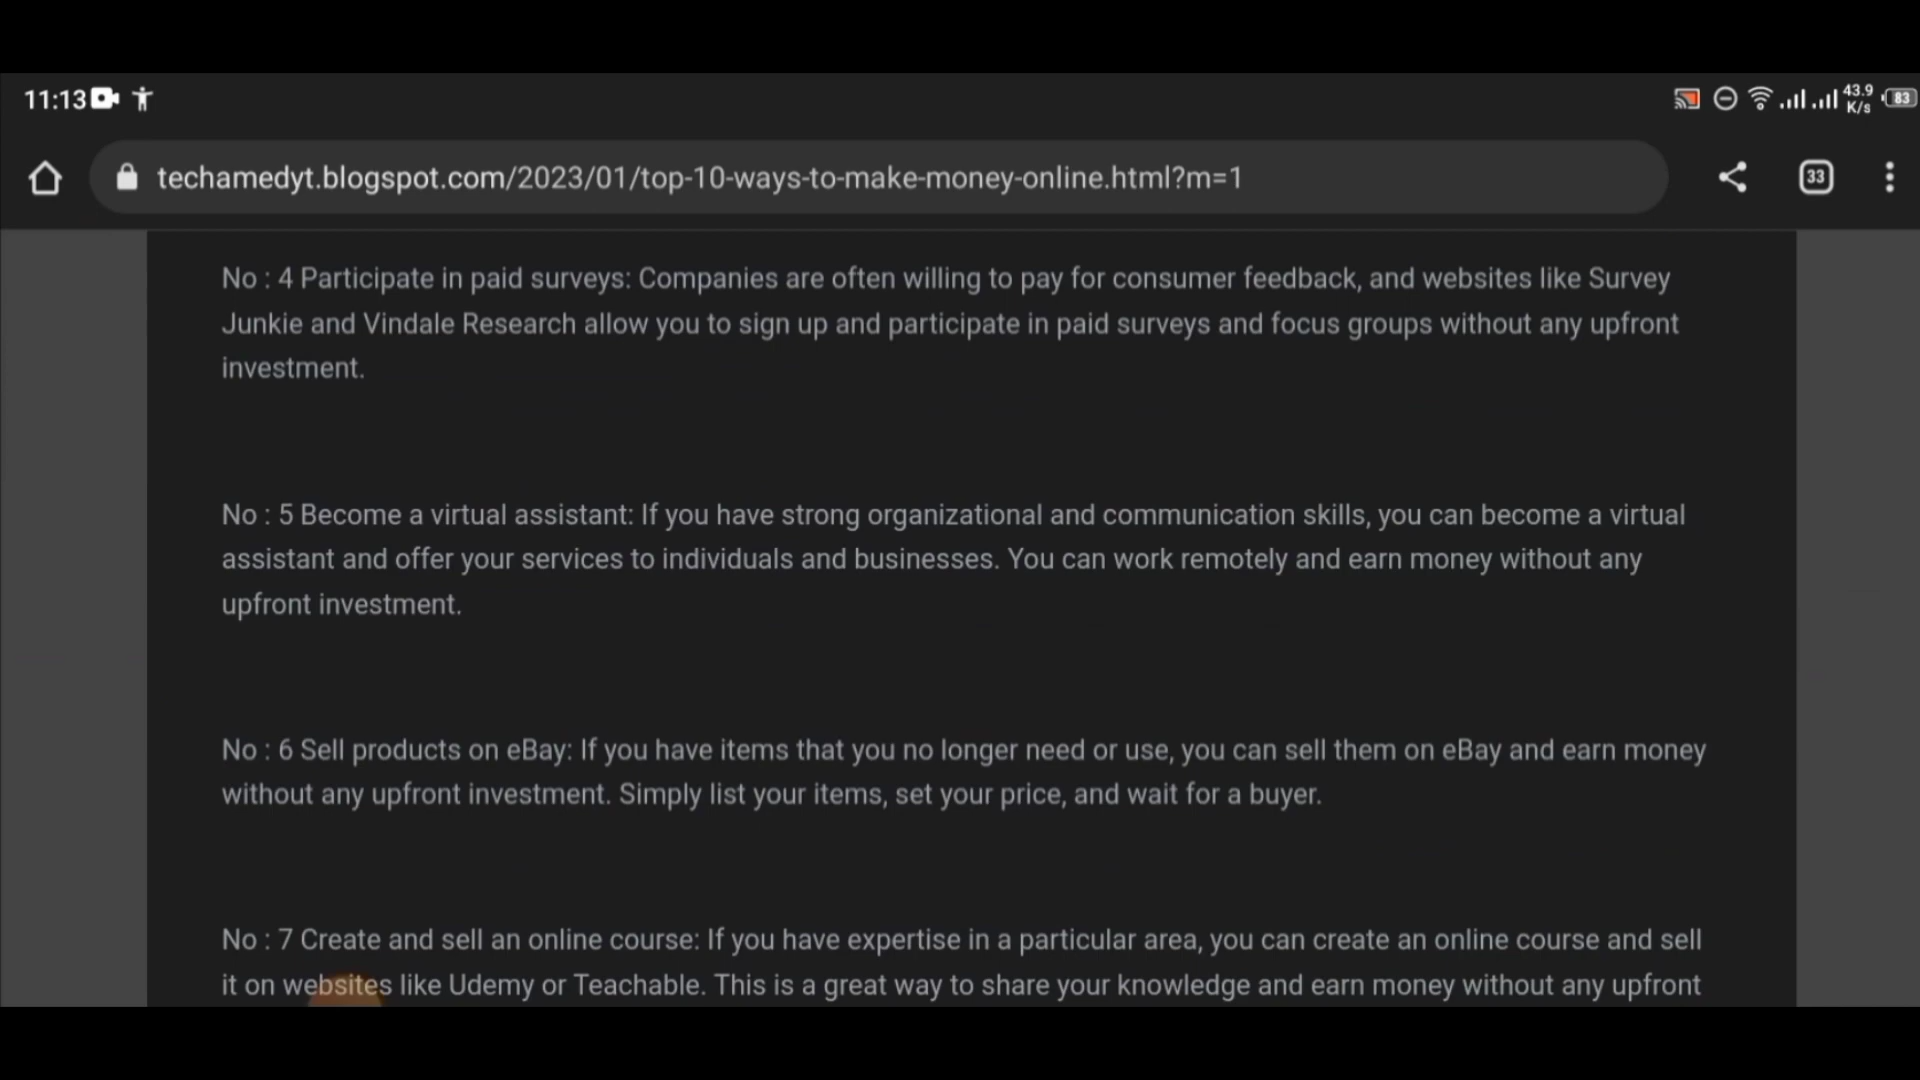 11:13
43.9
K/s
83
techamedyt.blogspot.com/2023/01/top-10-ways-to-make-money-online.html?m=1
33
No : 4 Participate in paid surveys: Companies are often willing to pay for consumer feedback, and websites like Survey
Junkie and Vindale Research allow you to sign up and participate in paid surveys and focus groups without any upfront
investment.
No : 5 Become a virtual assistant: If you have strong organizational and communication skills, you can become a virtual
assistant and offer your services to individuals and businesses. You can work remotely and earn money without any
upfront investment.
No : 6 Sell products on eBay: If you have items that you no longer need or use, you can sell them on eBay and earn money
without any upfront investment. Simply list your items, set your price, and wait for a buyer.
No : 7 Create and sell an online course: If you have expertise in a particular area, you can create an online course and sell
it on websites like Udemy or Teachable. This is a great way to share your knowledge and earn money without any upfront